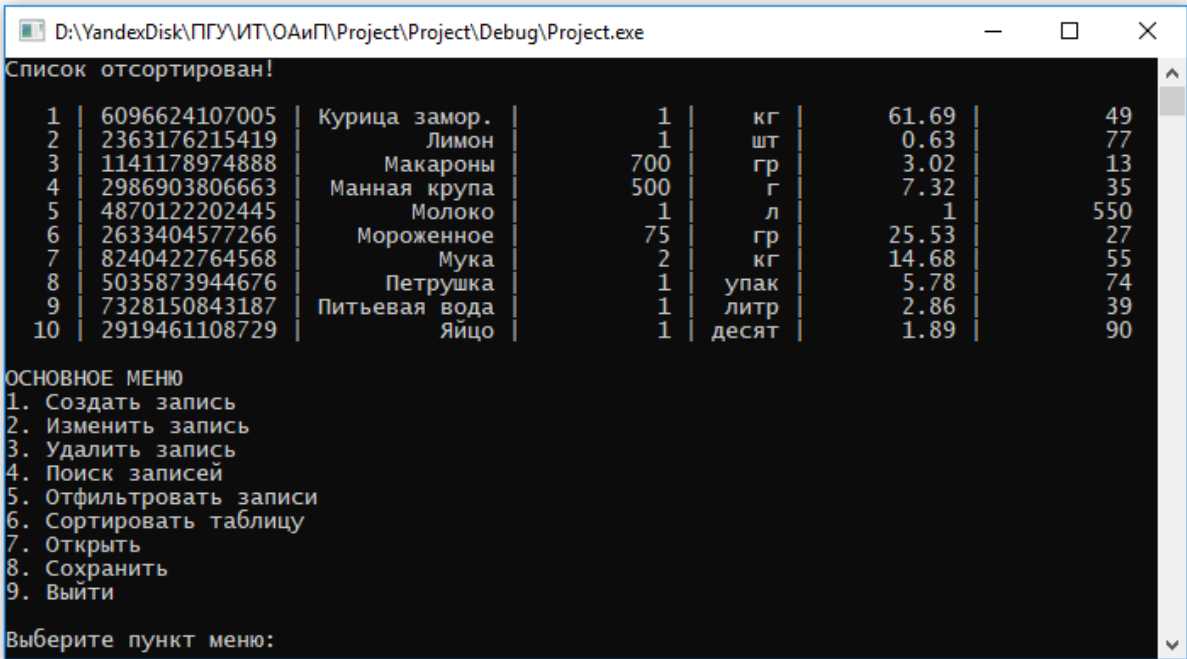 D:\YandexDisk\ПГУ\ИТ\ОАиП\Project\Project\Debug\Project.exe
Список отсортирован!
1 | 6096624107005 | Курица замор. | 1 | кг | 61.69 | 49
2 | 2363176215419 | Лимон | 1 | шт | 0.63 | 77
3 | 1141178974888 | Макароны | 700 | гр | 3.02 | 13
4 | 2986903806663 | Манная крупа | 500 | г | 7.32 | 35
5 | 4870122202445 | Молоко | 1 | л | 1 | 550
6 | 2633404577266 | Мороженное | 75 | гр | 25.53 | 27
7 | 8240422764568 | Мука | 2 | кг | 14.68 | 55
8 | 5035873944676 | Петрушка | 1 | упак | 5.78 | 74
9 | 7328150843187 | Питьевая вода | 1 | литр | 2.86 | 39
10 | 2919461108729 | Яйцо | 1 | десят | 1.89 | 90
ОСНОВНОЕ МЕНЮ
1. Создать запись
2. Изменить запись
3. Удалить запись
4. Поиск записей
5. Отфильтровать записи
6. Сортировать таблицу
7. Открыть
8. Сохранить
9. Выйти
Выберите пункт меню: